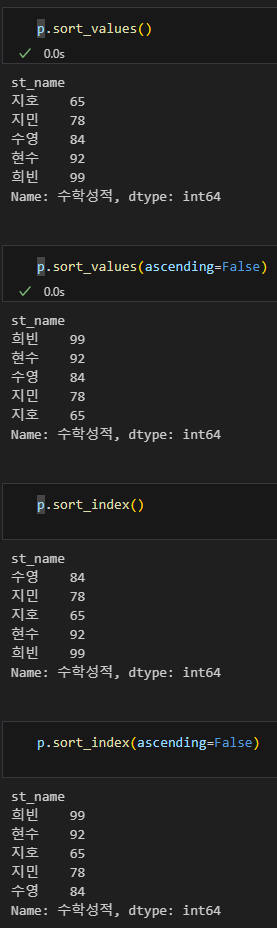 p.sort_values()
0.0s
st_name
지호    65
지민    78
수영    84
현수    92
희빈    99
Name: 수학성적, dtype: int64
p.sort_values(ascending=False)
0.0s
st_name
희빈    99
현수    92
수영    84
지민    78
지호    65
Name: 수학성적, dtype: int64
p.sort_index()
st_name
수영    84
지민    78
지호    65
현수    92
희빈    99
Name: 수학성적, dtype: int64
p.sort_index(ascending=False)
st_name
희빈    99
현수    92
지호    65
지민    78
수영    84
Name: 수학성적, dtype: int64